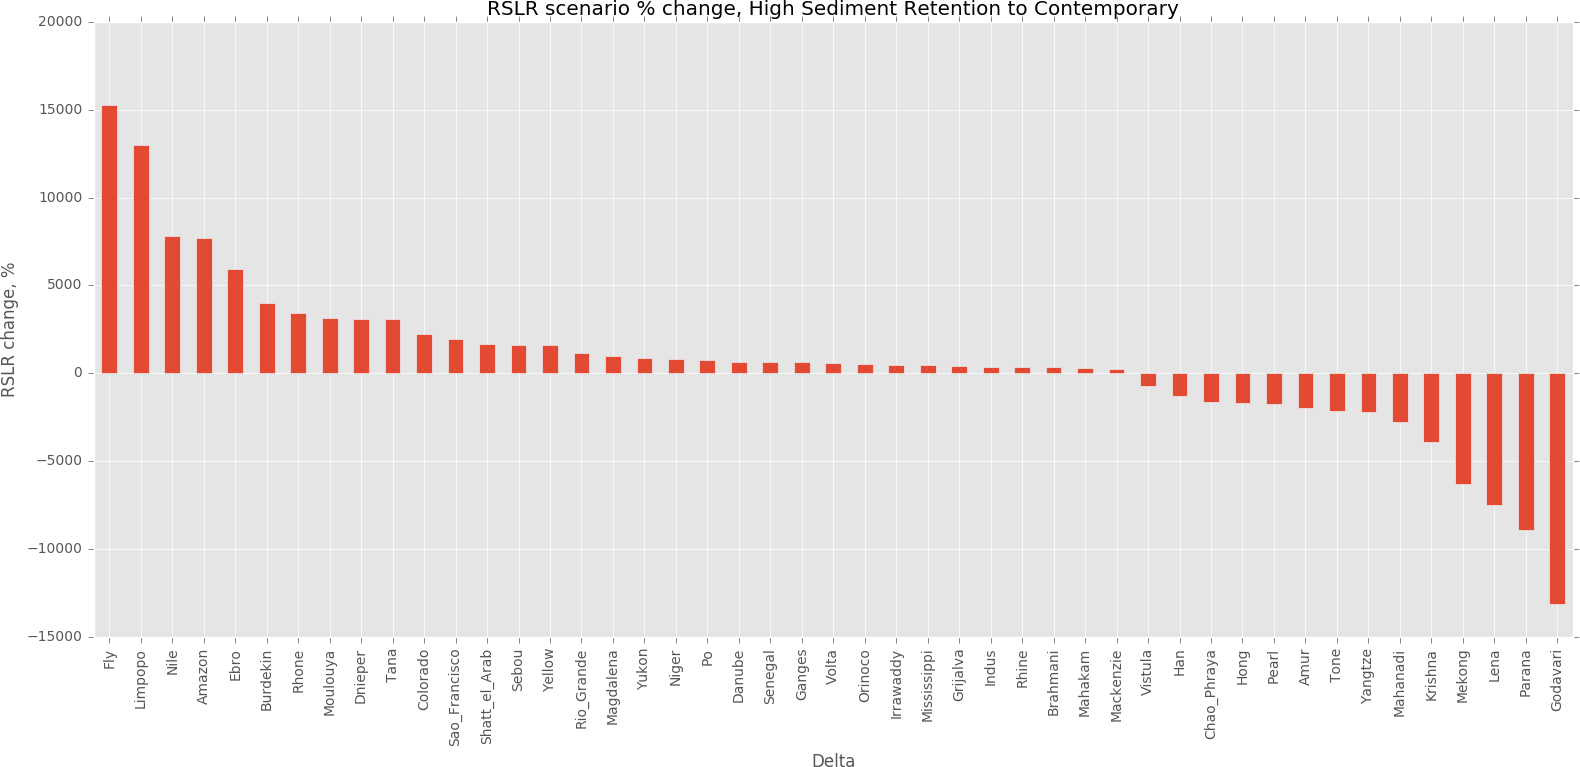 RSLR scenario % change, High Sediment Retention to Contemporary
20000
15000
10000
5000
0
−5000
−10000
−15000
RSLR change, %
Fly
Limpopo
Nile
Amazon
Ebro
Burdekin
Rhone
Moulouya
Dnieper
Tana
Colorado
Sao_Francisco
Shatt_el_Arab
Sebou
Yellow
Rio_Grande
Magdalena
Yukon
Niger
Po
Danube
Senegal
Ganges
Volta
Orinoco
Irrawaddy
Mississippi
Grijalva
Indus
Rhine
Brahmani
Mahakam
Mackenzie
Vistula
Han
Chao_Phraya
Hong
Pearl
Amur
Tone
Yangtze
Mahanadi
Krishna
Mekong
Lena
Parana
Godavari
Delta